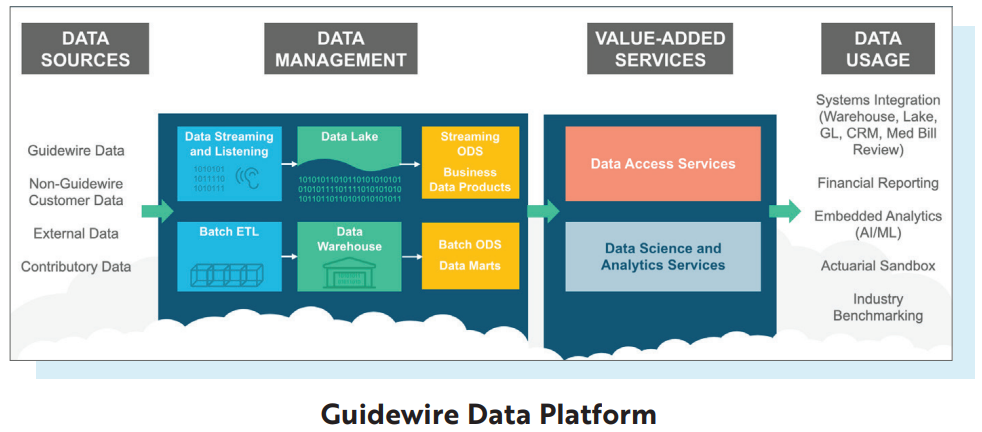 DATA
SOURCES
DATA
MANAGEMENT
VALUE-ADDED
SERVICES
DATA
USAGE
Guidewire Data
Non-Guidewire
Customer Data
External Data
Contributory Data
Data Streaming
and Listening
1010101
1011110
1010111
Data Lake
1010101101011010101010
0101011110111101010101
1011011011010101010101
Streaming
ODS
Business
Data Products
Batch ETL
Data
Warehouse
Batch ODS
Data Marts
Data Access Services
Data Science and
Analytics Services
Systems Integration
(Warehouse, Lake,
GL, CRM, Med Bill
Review)
Financial Reporting
Embedded Analytics
(AI/ML)
Actuarial Sandbox
Industry
Benchmarking
Guidewire Data Platform